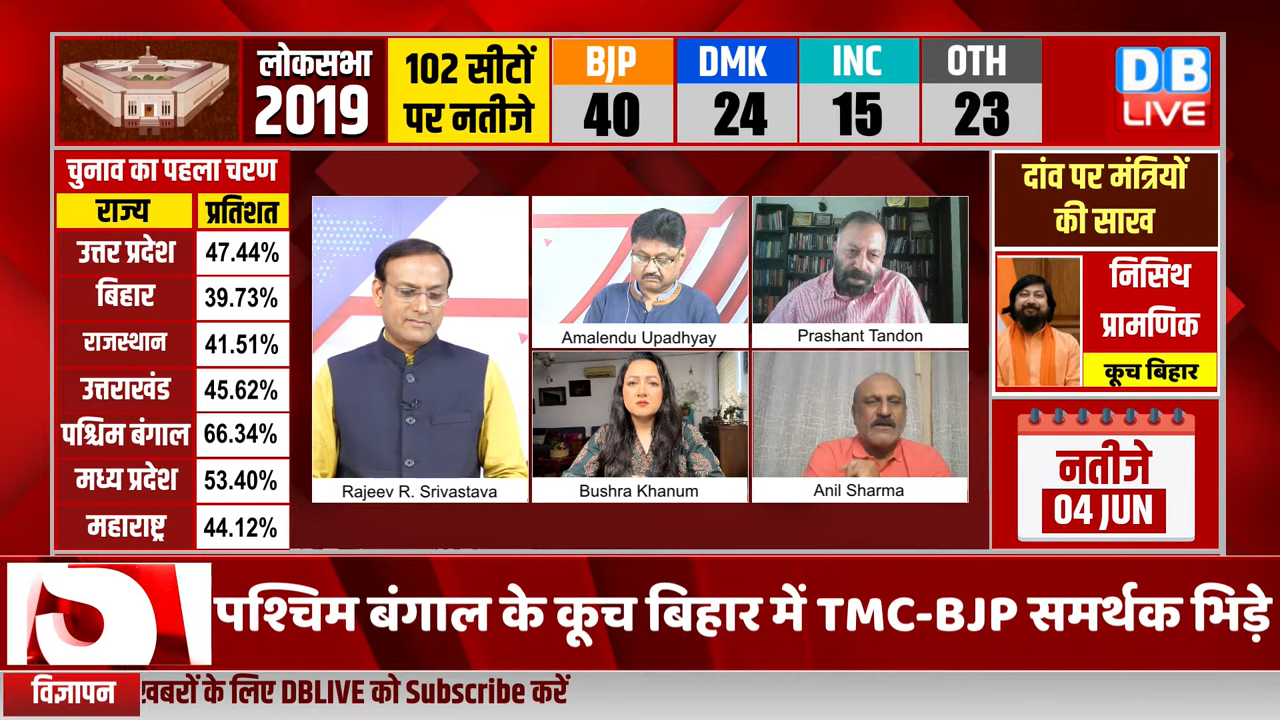 लोकसभा
2019
102 सीटों
पर नतीजे
BJP
40
DMK
24
INC
15
OTH
23
DB
LIVE
चुनाव का पहला चरण
राज्य प्रतिशत
उत्तर प्रदेश 47.44%
बिहार 39.73%
राजस्थान 41.51%
उत्तराखंड 45.62%
पश्चिम बंगाल 66.34%
मध्य प्रदेश 53.40%
महाराष्ट्र 44.12%
Amalendu Upadhyay
Prashant Tandon
Rajeev R. Srivastava
Bushra Khanum
Anil Sharma
दांव पर मंत्रियों
की साख
निसिथ
प्रामणिक
कूच बिहार
नतीजे
04 JUN
पश्चिम बंगाल के कूच बिहार में TMC-BJP समर्थक भिड़े
विज्ञापन
खबरों के लिए DBLIVE को Subscribe करें